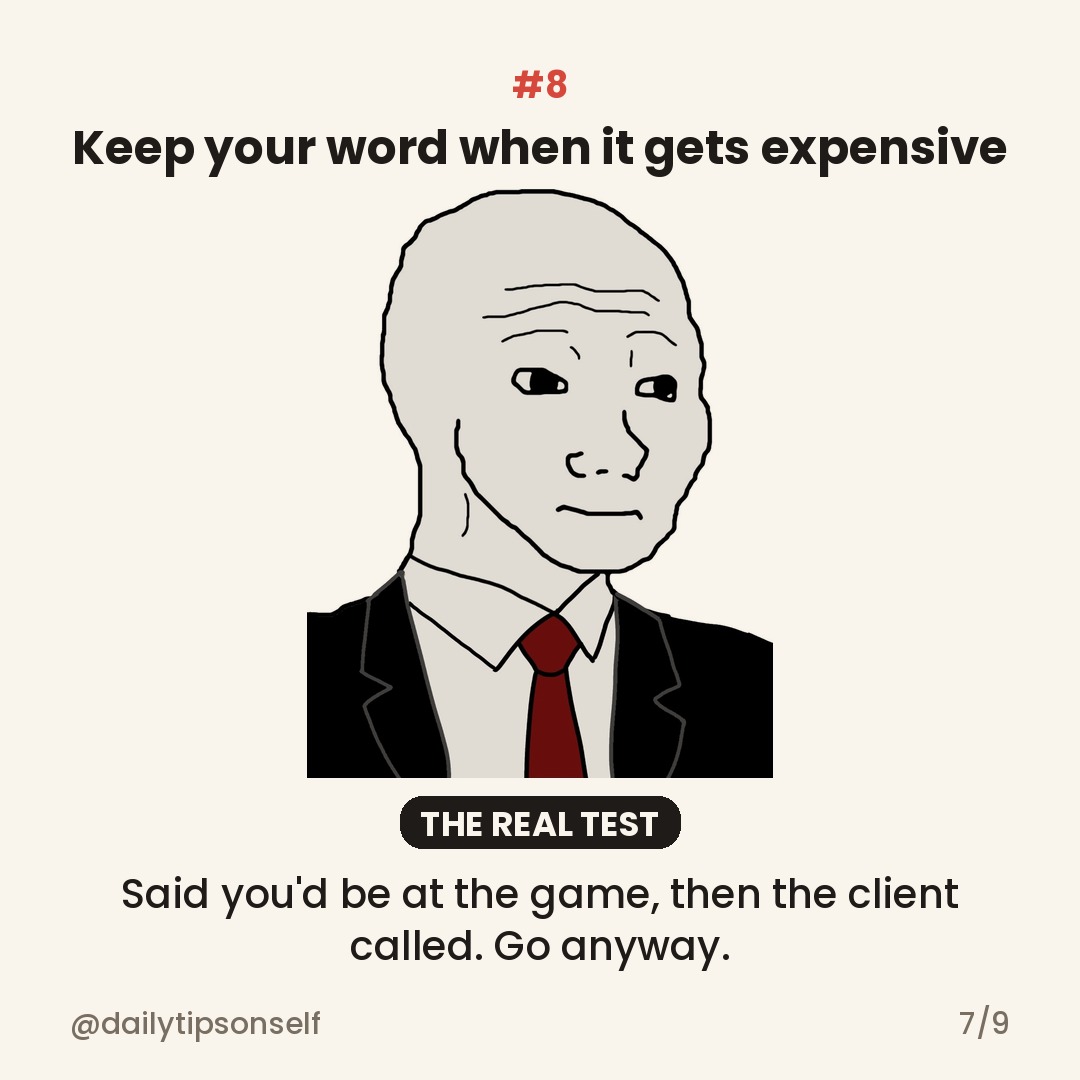 #8
Keep your word when it gets expensive
THE REAL TEST
Said you'd be at the game, then the client
called. Go anyway.
@dailytipsonself
7/9